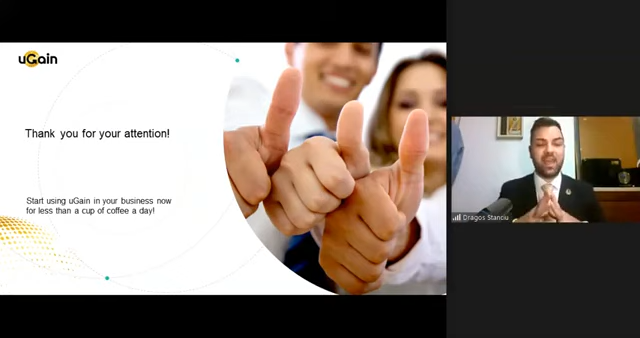 uGain
Thank you for your attention!
Start using uGain in your business now
for less than a cup of coffee a day!
Dragos Stanciu